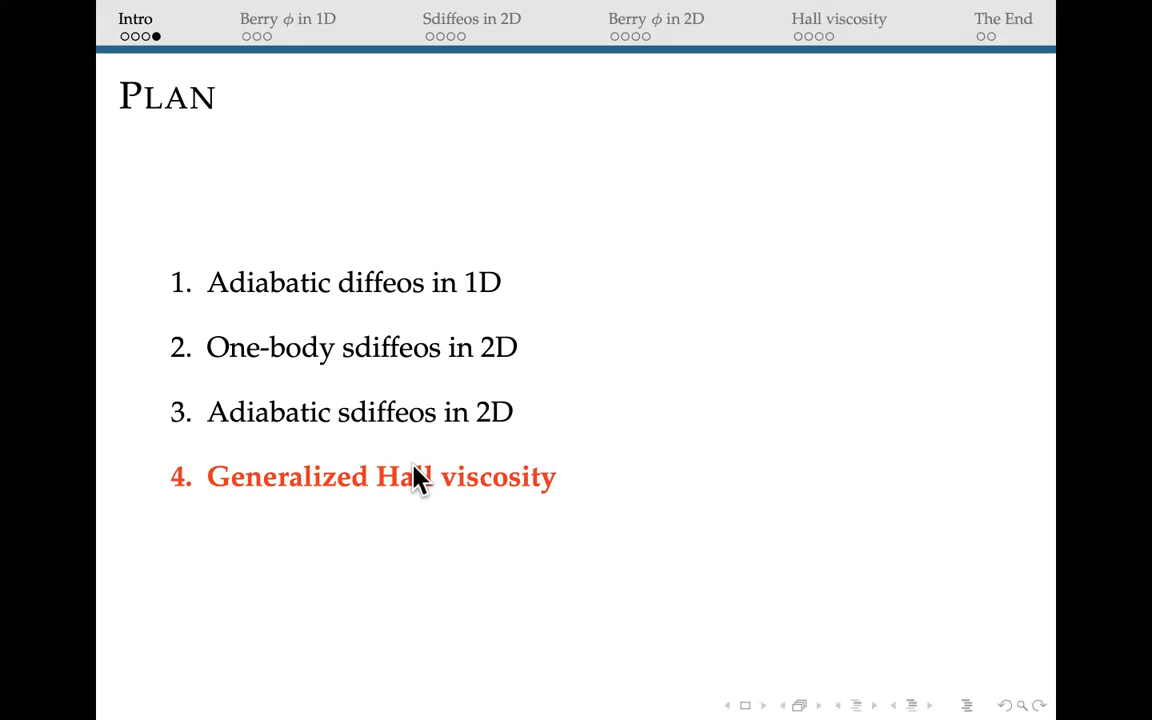 Intro Berry ϕ in 1D Sdiffeos in 2D Berry ϕ in 2D Hall viscosity The End
PLAN
1. Adiabatic diffeos in 1D
2. One-body sdiffeos in 2D
3. Adiabatic sdiffeos in 2D
4. Generalized Hall viscosity